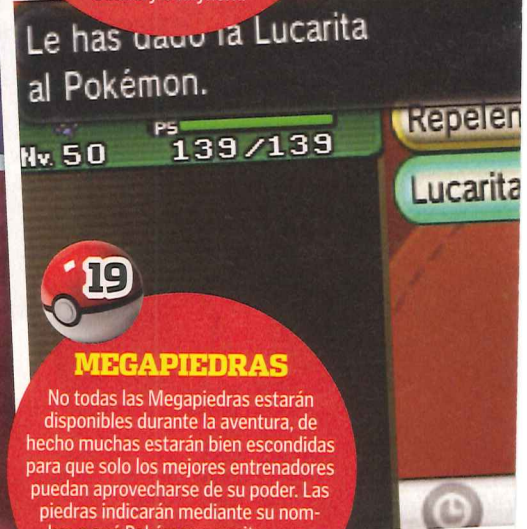 Le has dado la Lucarita
al Pokémon.
PS
Nv. 50 139/139
Repelen
Lucarita
19
MEGAPIEDRAS
No todas las Megapiedras estarán
disponibles durante la aventura, de
hecho muchas estarán bien escondidas
para que solo los mejores entrenadores
puedan aprovecharse de su poder. Las
piedras indicarán mediante su nom-